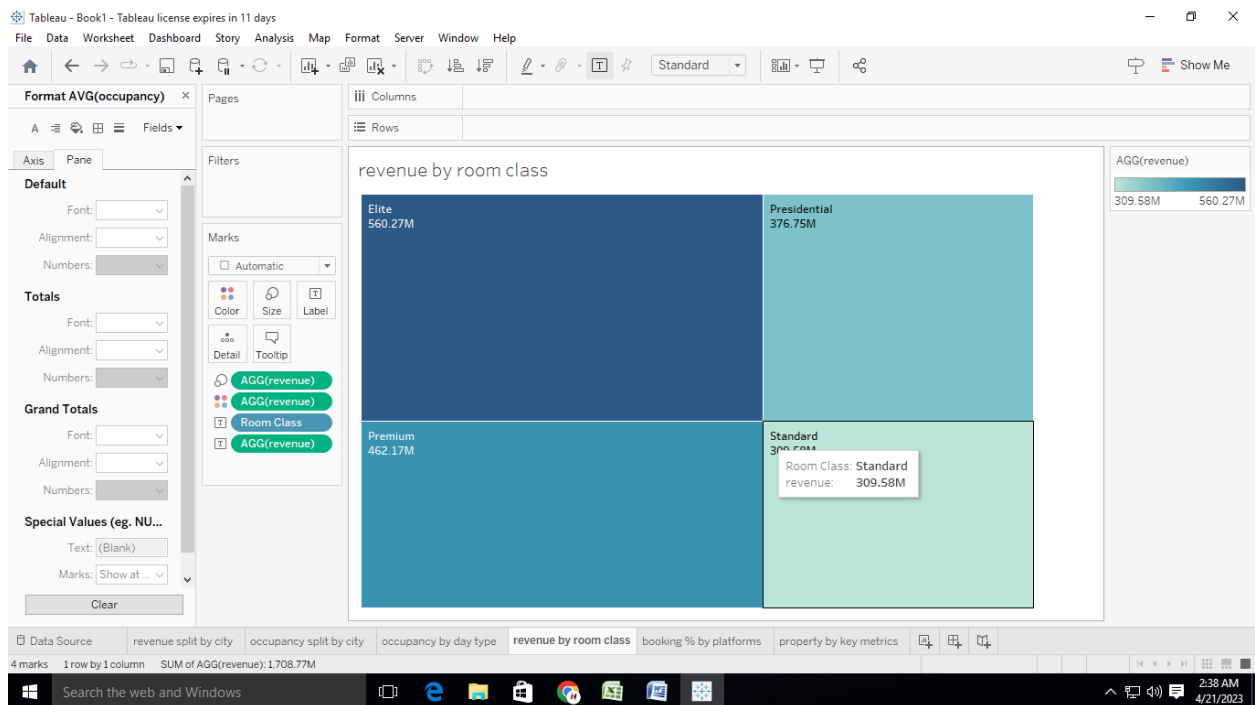 Tableau - Book1 - Tableau license expires in 11 days
File Data Worksheet Dashboard Story Analysis Map Format Server Window Help
Standard
Show Me
Format AVG(occupancy)
Fields
Axis Pane
Default
Font:
Alignment:
Numbers:
Totals
Font:
Alignment:
Numbers:
Grand Totals
Font:
Alignment:
Numbers:
Special Values (eg. NU...
Text: (Blank)
Marks: Show at ...
Clear
Pages
Filters
Marks
Automatic
Color Size Label
Detail Tooltip
AGG(revenue)
AGG(revenue)
Room Class
AGG(revenue)
Columns
Rows
revenue by room class
Elite
560.27M
Presidential
376.75M
Premium
462.17M
Standard
309.58M
Room Class: Standard
revenue: 309.58M
AGG(revenue)
309.58M 560.27M
Data Source revenue split by city occupancy split by city occupancy by day type revenue by room class booking % by platforms property by key metrics
4 marks 1 row by 1 column SUM of AGG(revenue): 1,708.77M
Search the web and Windows
2:38 AM
4/21/2023